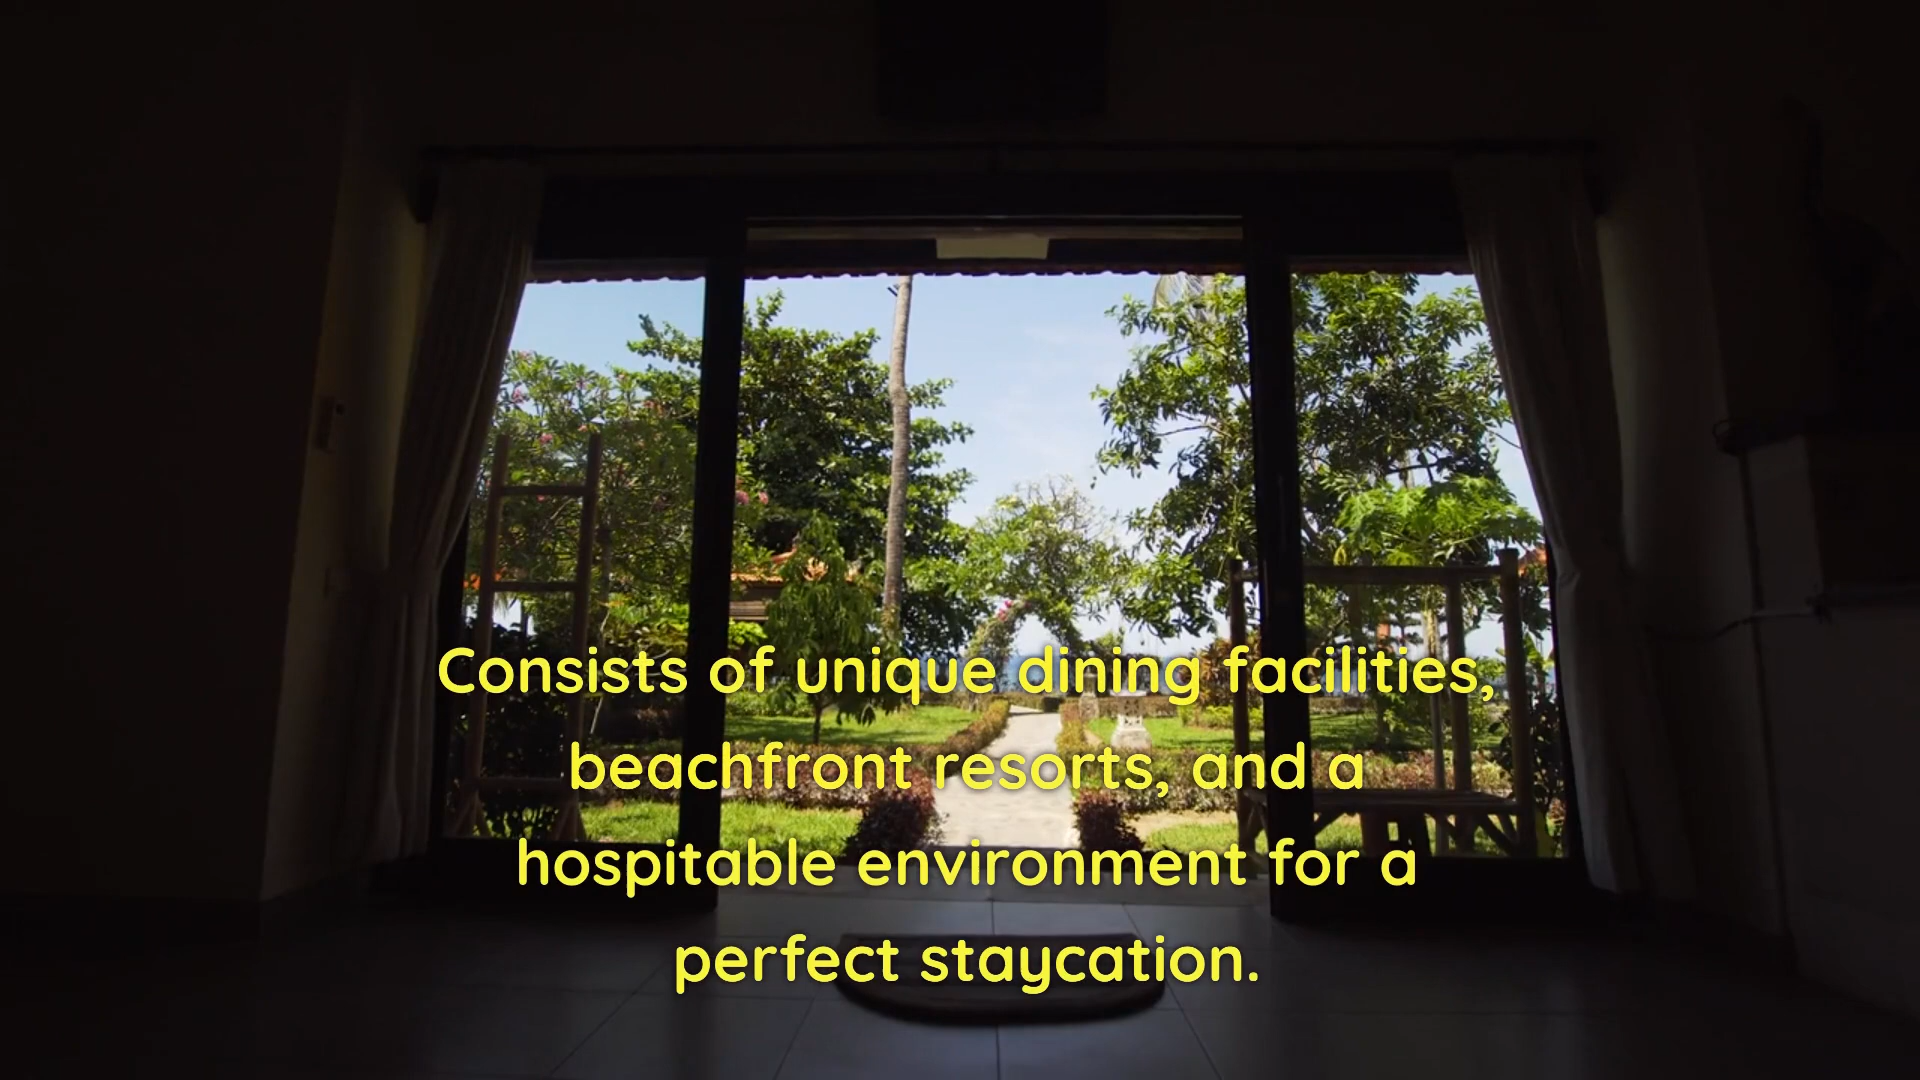 Consists of unique dining facilities,
beachfront resorts, and a
hospitable environment for a
perfect staycation.